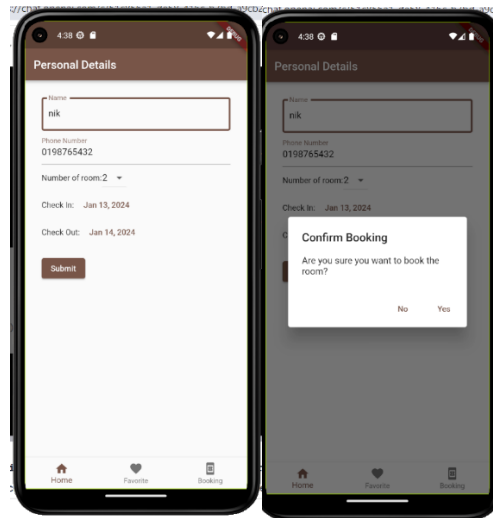 4:38
Personal Details
Name
nik
Phone Number
0198765432
Number of room:2
Check In: Jan 13, 2024
Check Out: Jan 14, 2024
Submit
Home
Favorite
Booking
4:38
Personal Details
Name
nik
Phone Number
0198765432
Number of room:2
Check In: Jan 13, 2024
C
Confirm Booking
Are you sure you want to book the
room?
No
Yes
Home
Favorite
Booking